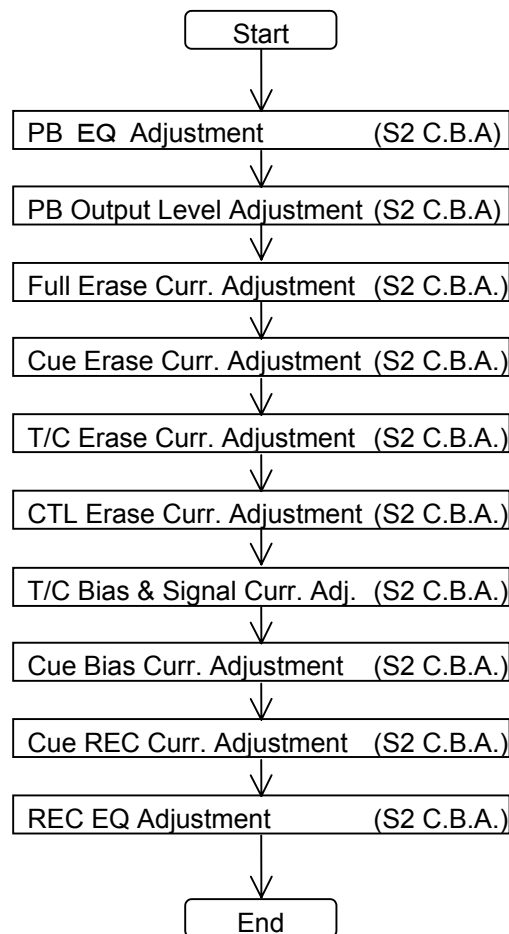 Start
PB EQ Adjustment (S2 C.B.A)
PB Output Level Adjustment (S2 C.B.A)
Full Erase Curr. Adjustment (S2 C.B.A.)
Cue Erase Curr. Adjustment (S2 C.B.A.)
T/C Erase Curr. Adjustment (S2 C.B.A.)
CTL Erase Curr. Adjustment (S2 C.B.A.)
T/C Bias & Signal Curr. Adj. (S2 C.B.A.)
Cue Bias Curr. Adjustment (S2 C.B.A.)
Cue REC Curr. Adjustment (S2 C.B.A.)
REC EQ Adjustment (S2 C.B.A.)
End